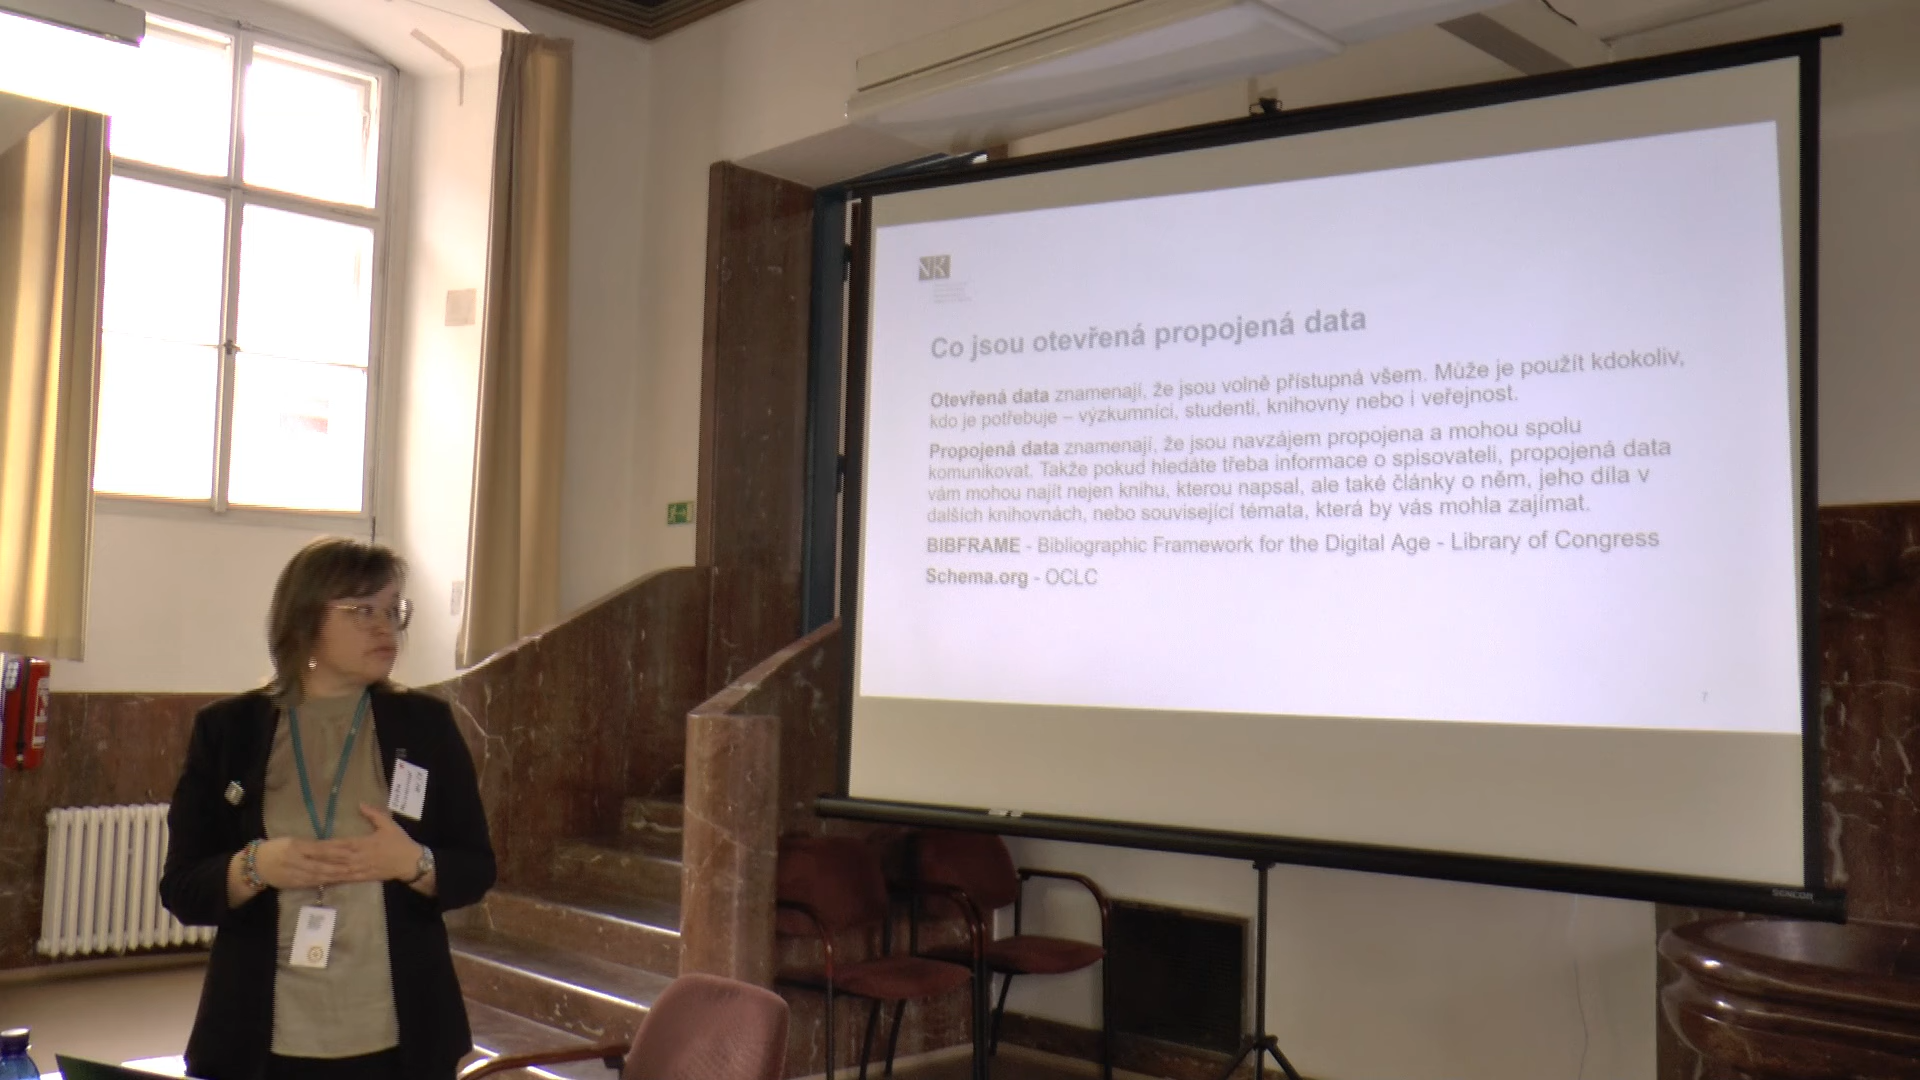 NK
Co jsou otevřená propojená data
Otevřená data znamenají, že jsou volně přístupná všem. Může je použít kdokoliv,
kdo je potřebuje – výzkumníci, studenti, knihovny nebo i veřejnost.
Propojená data znamenají, že jsou navzájem propojena a mohou spolu
komunikovat. Takže pokud hledáte třeba informace o spisovateli, propojená data
vám mohou najít nejen knihu, kterou napsal, ale také články o něm, jeho díla v
dalších knihovnách, nebo související témata, která by vás mohla zajímat.
BIBFRAME - Bibliographic Framework for the Digital Age - Library of Congress
Schema.org - OCLC
7
SENCOR